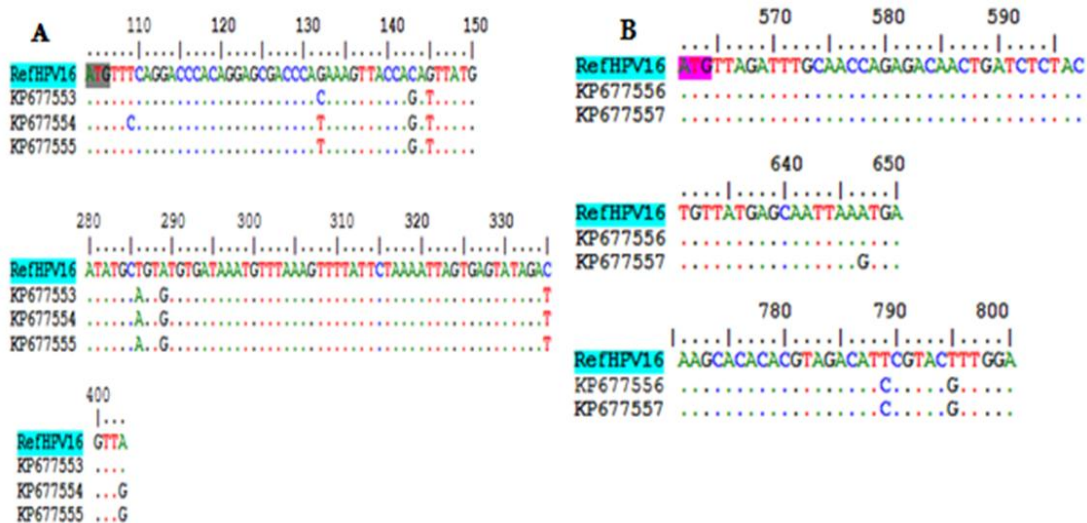 A
110 120 130 140 150
......|....|....|....|....|....|....|....|....|
RefHPV16 ATGTTTCAGGACCCACAGGAGCGACCCAGAAAGTTACCACAGTTATG
KP677553 ............................C..........G.T.....
KP677554 .....C......................T..........G.T.....
KP677555 ............................T..........G.T.....
280 290 300 310 320 330
|....|....|....|....|....|....|....|....|....|....|....|
RefHPV16 ATATGCTGTATGTGATAAATGTTTAAAGTTTTATTCTAAAATTAGTGAGTATAGAC
KP677553 ......A..G.............................................T
KP677554 ......A..G.............................................T
KP677555 ......A..G.............................................T
400
|...
RefHPV16 GTTA
KP677553 ....
KP677554 ...G
KP677555 ...G
B
570 580 590
...|....|....|....|....|....|....|..
RefHPV16 ATGTTAGATTTGCAACCAGAGACAACTGATCTCTAC
KP677556 ....................................
KP677557 ....................................
640 650
....|....|....|....|
RefHPV16 TGTTATGAGCAATTAAATGA
KP677556 ....................
KP677557 ................G...
780 790 800
|....|....|....|....|....|....|
RefHPV16 AAGCACACACGTAGACATTCGTACTTTGGA
KP677556 ..................C.....G.....
KP677557 ..................C.....G.....